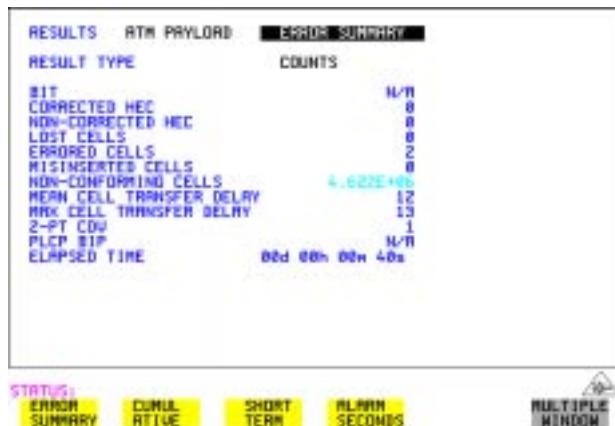 RESULTS ATM PAYLOAD ERROR SUMMARY
RESULT TYPE COUNTS
BIT N/A
CORRECTED HEC 0
NON-CORRECTED HEC 0
LOST CELLS 0
ERRORED CELLS 2
MISINSERTED CELLS 0
NON-CONFORMING CELLS 4.622E+06
MEAN CELL TRANSFER DELAY 12
MAX CELL TRANSFER DELAY 13
2-PT CDV 1
PLCP BIP N/A
ELAPSED TIME 00d 00h 00m 40s
STATUS:
ERROR SUMMARY CUMULATIVE SHORT TERM ALARM SECONDS MULTIPLE WINDOW